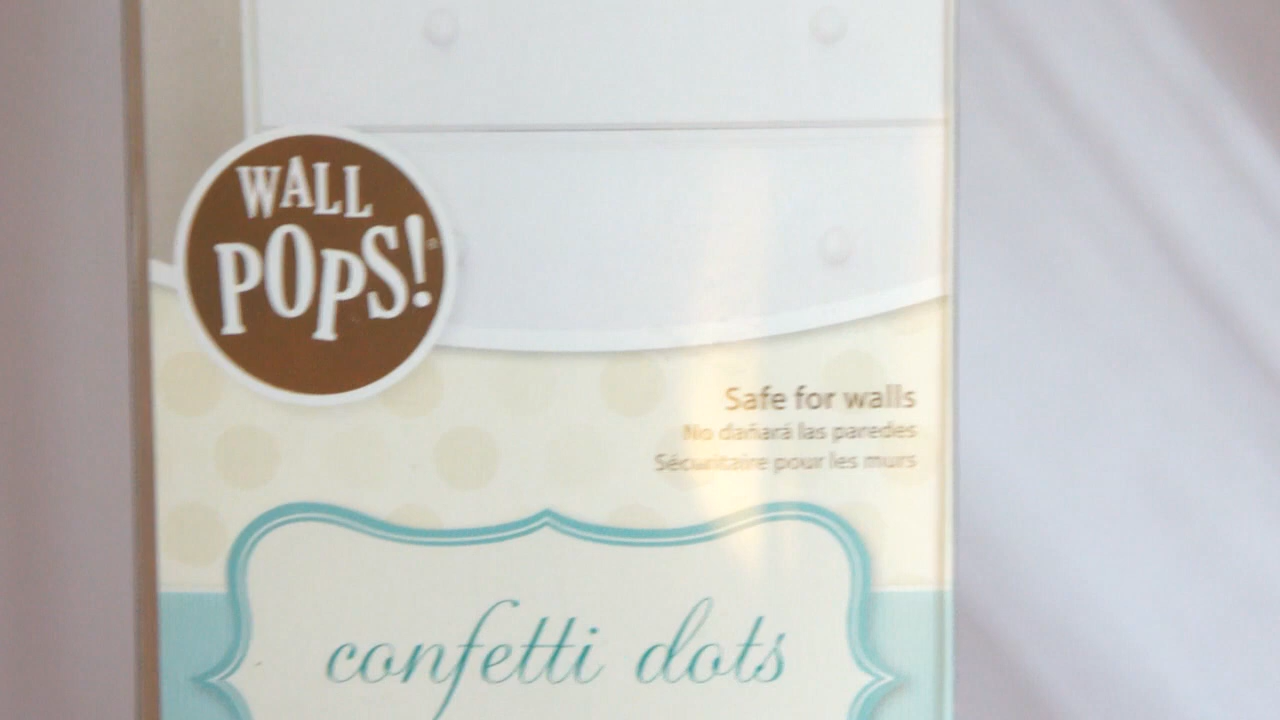 WALL
POPS!
Safe for walls
No dañará las paredes
Sécuritaire pour les murs
confetti dots